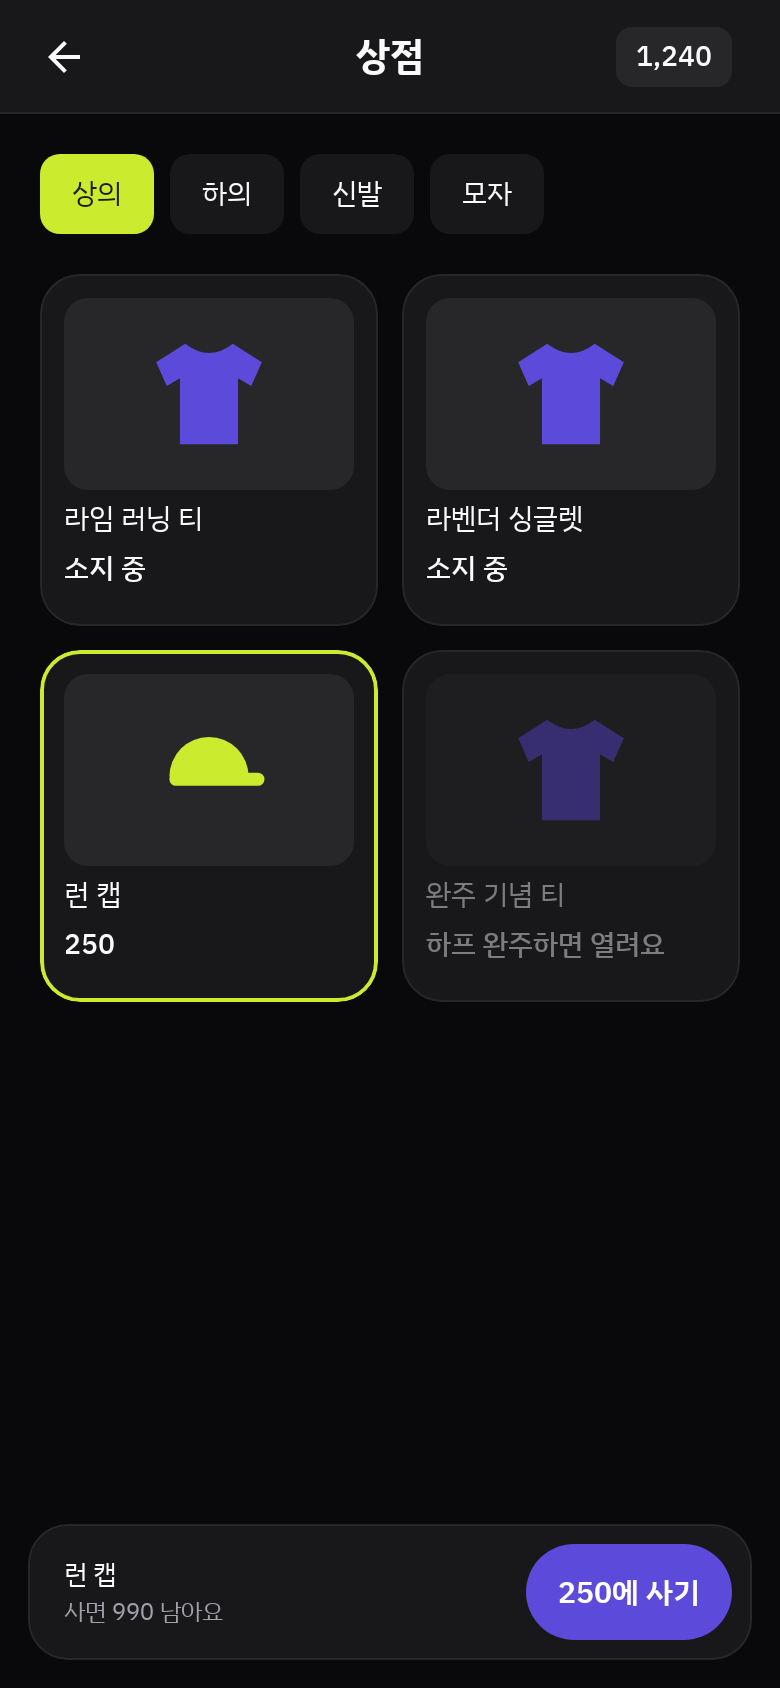 상점
1,240
상의
하의
신발
모자
라임 러닝 티
소지 중
라벤더 싱글렛
소지 중
런 캡
250
완주 기념 티
하프 완주하면 열려요
런 캡
사면 990 남아요
250에 사기